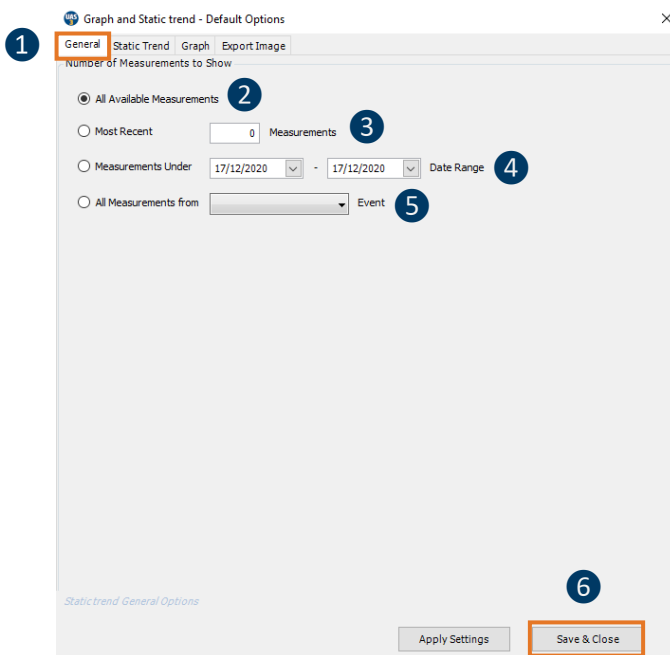 UAS
Graph and Static trend - Default Options
1
General Static Trend Graph Export Image
Number of Measurements to Show
All Available Measurements 2
Most Recent 0 Measurements 3
Measurements Under 17/12/2020 - 17/12/2020 Date Range 4
All Measurements from Event 5
6
Static trend General Options
Apply Settings Save & Close